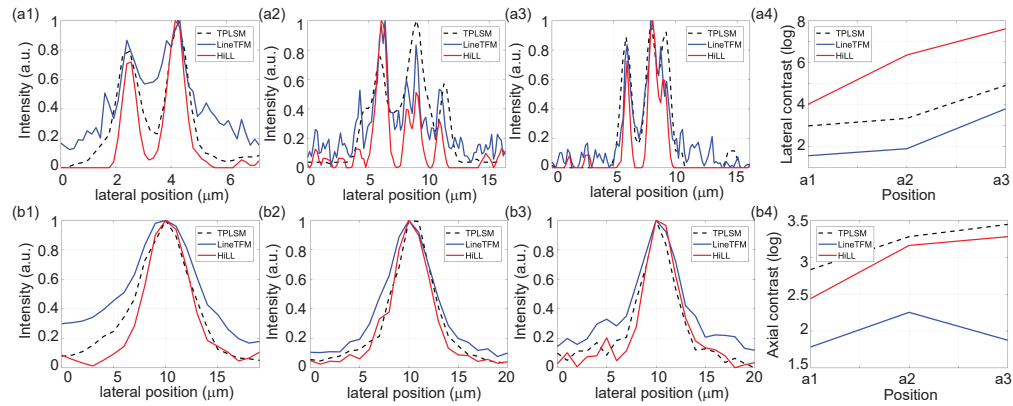 (a1)
Intensity (a.u.)
1
0.8
0.6
0.4
0.2
0
2
4
6
lateral position (μm)
TPLSM
LineTFM
HiLL
(a2)
Intensity (a.u.)
1
0.8
0.6
0.4
0.2
0
0
5
10
15
lateral position (μm)
TPLSM
LineTFM
HiLL
(a3)
Intensity (a.u.)
1
0.8
0.6
0.4
0.2
0
0
5
10
15
lateral position (μm)
TPLSM
LineTFM
HiLL
(a4)
Lateral contrast (log)
8
6
4
2
a1
a2
a3
Position
TPLSM
LineTFM
HiLL
(b1)
Intensity (a.u.)
1
0.8
0.6
0.4
0.2
0
0
5
10
15
lateral position (μm)
TPLSM
LineTFM
HiLL
(b2)
Intensity (a.u.)
1
0.8
0.6
0.4
0.2
0
0
5
10
15
20
lateral position (μm)
TPLSM
LineTFM
HiLL
(b3)
Intensity (a.u.)
1
0.8
0.6
0.4
0.2
0
0
5
10
15
20
lateral position (μm)
TPLSM
LineTFM
HiLL
(b4)
Axial contrast (log)
3.5
3
2.5
2
1.5
a1
a2
a3
Position
TPLSM
LineTFM
HiLL